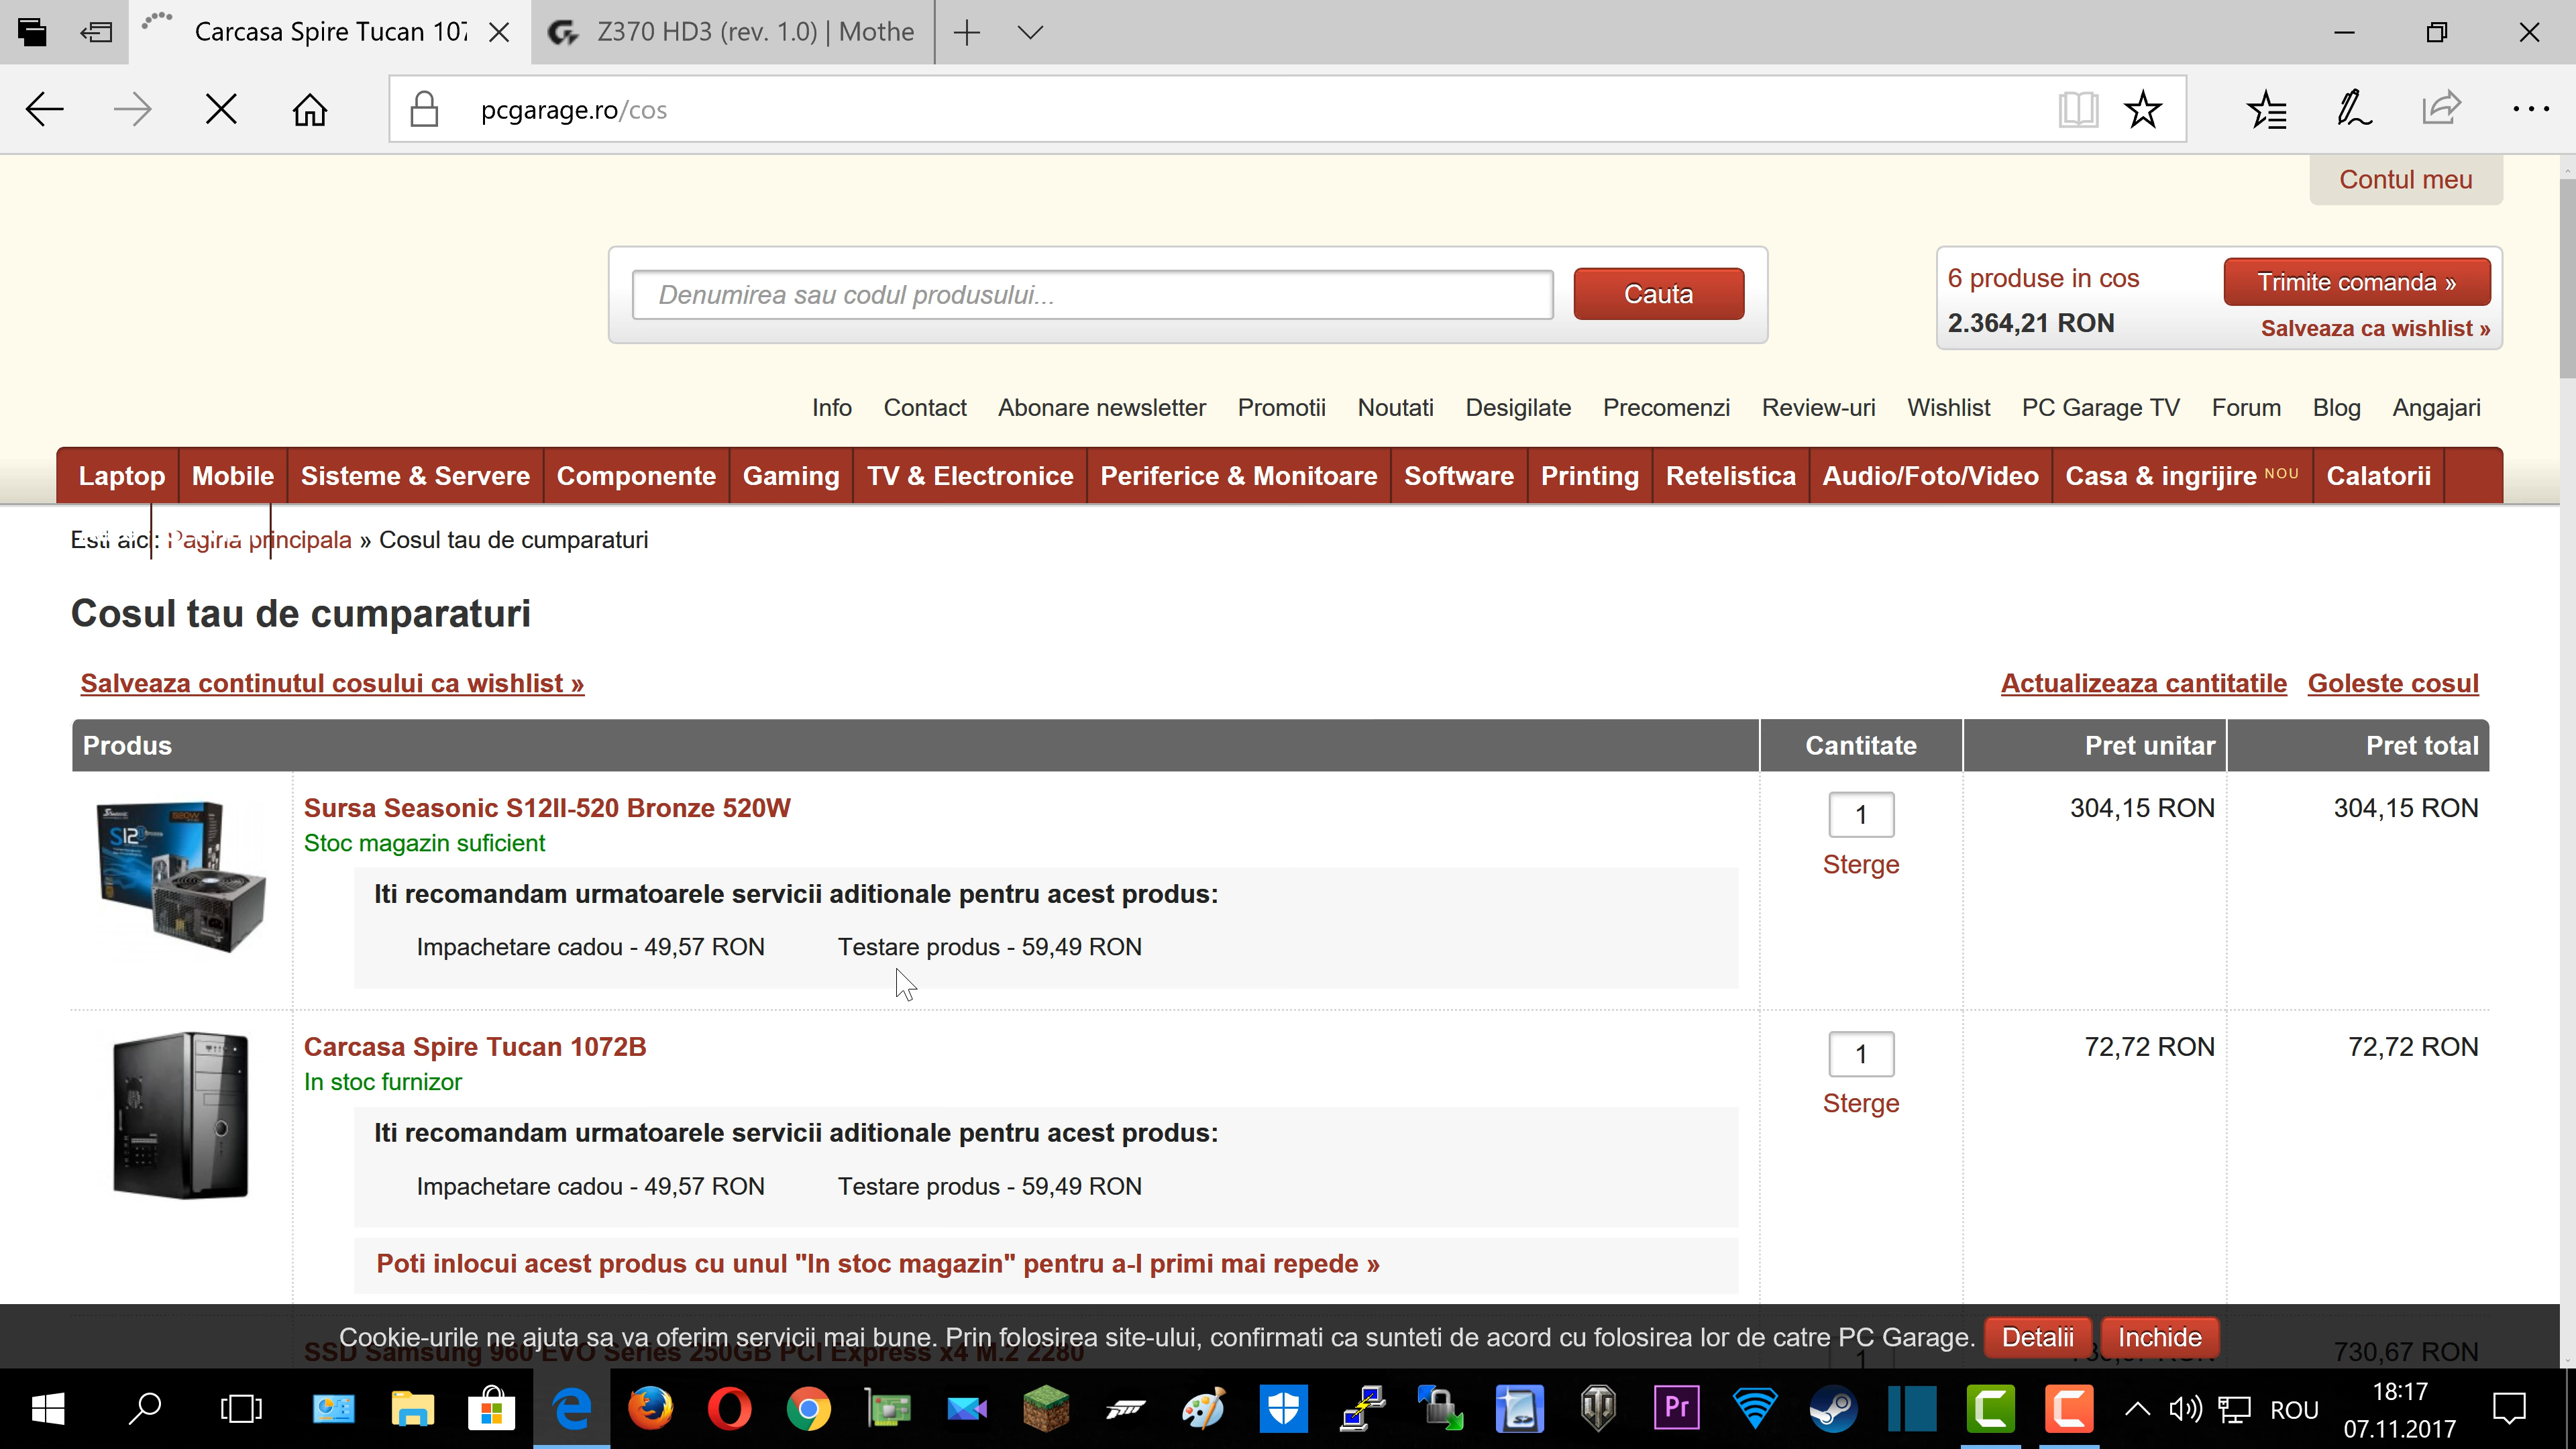 Carcasa Spire Tucan 107
Z370 HD3 (rev. 1.0) | Mothe
pcgarage.ro/cos
Contul meu
Denumirea sau codul produsului...
Cauta
6 produse in cos
Trimite comanda »
2.364,21 RON
Salveaza ca wishlist »
Info Contact Abonare newsletter Promotii Noutati Desigilate Precomenzi Review-uri Wishlist PC Garage TV Forum Blog Angajari
Laptop Mobile Sisteme & Servere Componente Gaming TV & Electronice Periferice & Monitoare Software Printing Retelistica Audio/Foto/Video Casa & ingrijire NOU Calatorii
Esti aici: Pagina principala » Cosul tau de cumparaturi
Cosul tau de cumparaturi
Salveaza continutul cosului ca wishlist »
Actualizeaza cantitatile Goleste cosul
Produs Cantitate Pret unitar Pret total
Sursa Seasonic S12II-520 Bronze 520W 1 304,15 RON 304,15 RON
Stoc magazin suficient
Sterge
Iti recomandam urmatoarele servicii aditionale pentru acest produs:
Impachetare cadou - 49,57 RON Testare produs - 59,49 RON
Carcasa Spire Tucan 1072B 1 72,72 RON 72,72 RON
In stoc furnizor
Sterge
Iti recomandam urmatoarele servicii aditionale pentru acest produs:
Impachetare cadou - 49,57 RON Testare produs - 59,49 RON
Poti inlocui acest produs cu unul "In stoc magazin" pentru a-l primi mai repede »
Cookie-urile ne ajuta sa va oferim servicii mai bune. Prin folosirea site-ului, confirmati ca sunteti de acord cu folosirea lor de catre PC Garage. Detalii Inchide
SSD Samsung 960 EVO Series 250GB PCI Express x4 M.2 2280 1 730,67 RON
Pr
ROU
18:17
07.11.2017